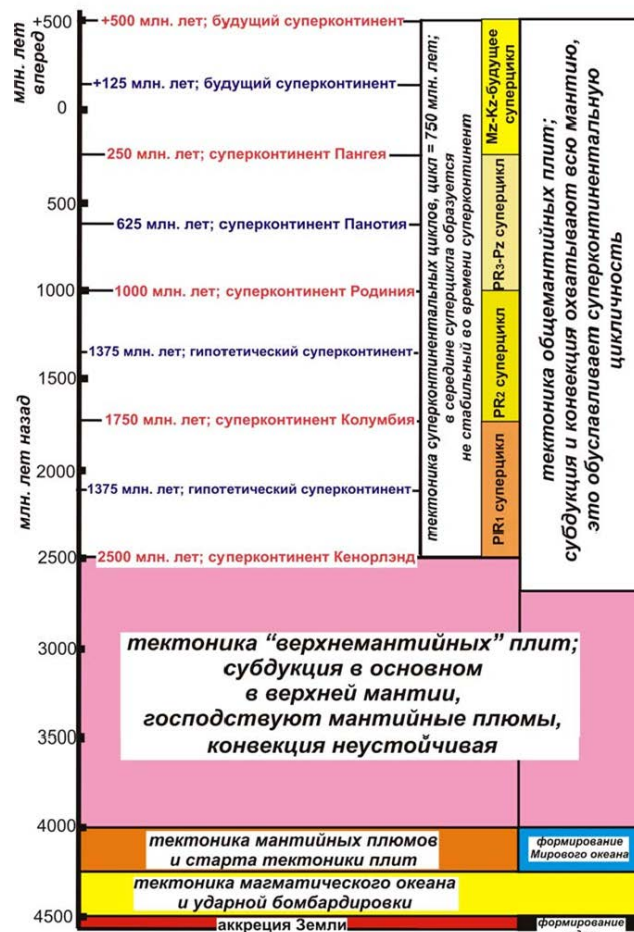 млн. лет
вперед
+500
0
500
1000
1500
2000
2500
3000
3500
4000
4500
млн. лет назад
+500 млн. лет; будущий суперконтинент
+125 млн. лет; будущий суперконтинент
250 млн. лет; суперконтинент Пангея
625 млн. лет; суперконтинент Панотия
1000 млн. лет; суперконтинент Родиния
1375 млн. лет; гипотетический суперконтинент
1750 млн. лет; суперконтинент Колумбия
1375 млн. лет; гипотетический суперконтинент
2500 млн. лет; суперконтинент Кенорлэнд
тектоника суперконтинентальных циклов, цикл = 750 млн. лет;
в середине суперцикла образуется
не стабильный во времени суперконтинент
Mz-Kz-будущее
суперцикл
PR3-Pz суперцикл
PR2 суперцикл
PR1 суперцикл
тектоника общемантийных плит;
субдукция и конвекция охватывают всю мантию,
это обуславливает суперконтинентальную
цикличность
тектоника “верхнемантийных” плит;
субдукция в основном
в верхней мантии,
господствуют мантийные плюмы,
конвекция неустойчивая
тектоника мантийных плюмов
и старта тектоники плит
формирование
Мирового океана
тектоника магматического океана
и ударной бомбардировки
аккреция Земли
формирование